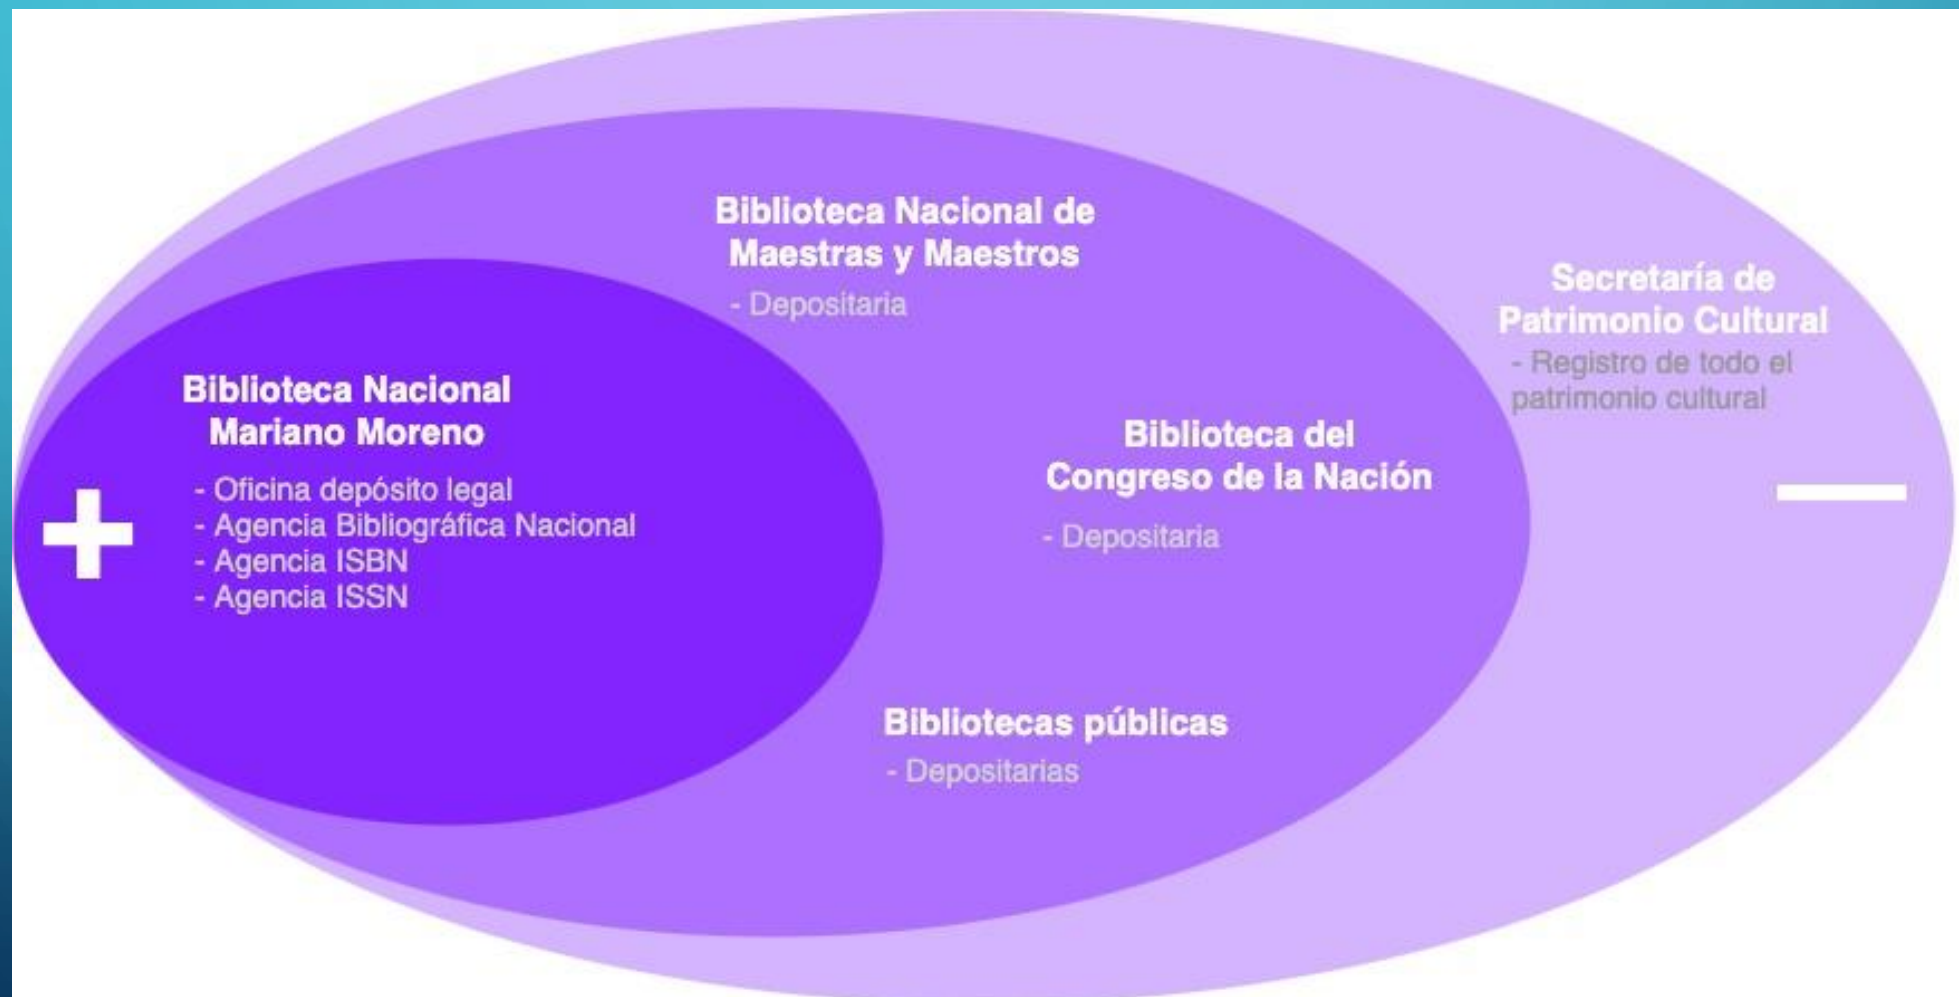 Biblioteca Nacional de
Maestras y Maestros
- Depositaria
Secretaría de
Patrimonio Cultural
- Registro de todo el
patrimonio cultural
Biblioteca Nacional
Mariano Moreno
- Oficina depósito legal
- Agencia Bibliográfica Nacional
- Agencia ISBN
- Agencia ISSN
+
Biblioteca del
Congreso de la Nación
- Depositaria
—
Bibliotecas públicas
- Depositarias